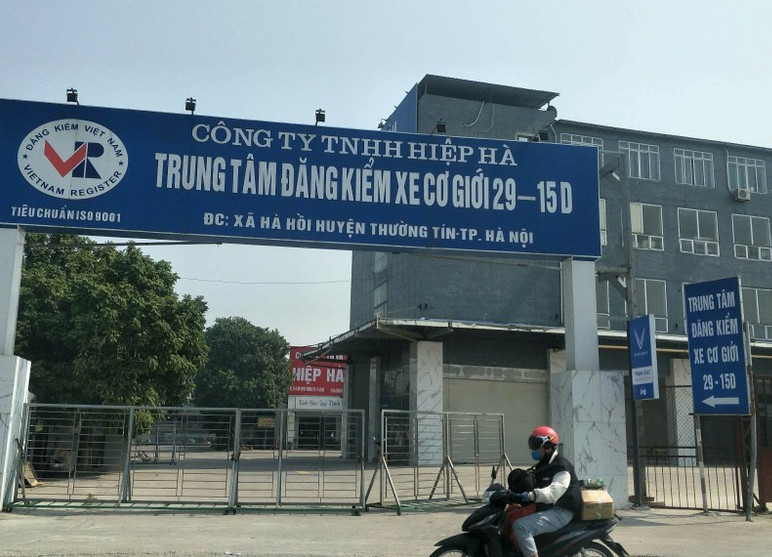 ĐĂNG KIỂM VIỆT NAM
VR
VIETNAM REGISTER
TIÊU CHUẨN ISO 9001
CÔNG TY TNHH HIỆP HÀ
TRUNG TÂM ĐĂNG KIỂM XE CƠ GIỚI 29-15D
ĐC: XÃ HÀ HỒI HUYỆN THƯỜNG TÍN-TP. HÀ NỘI
HIỆP HÀ
TRUNG TÂM
ĐĂNG KIỂM
XE CƠ GIỚI
29-15D